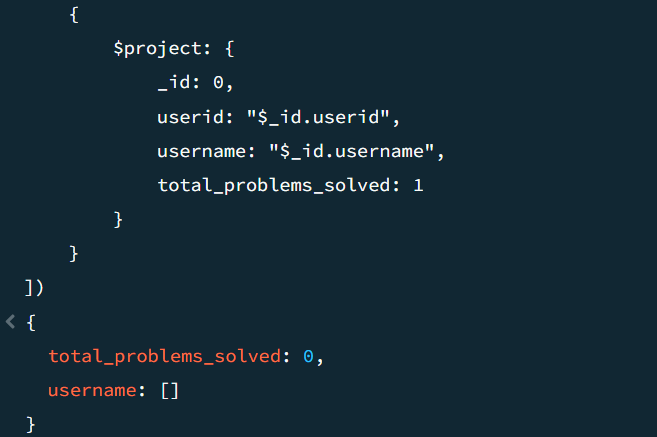 {
$project: {
_id: 0,
userid: "$_id.userid",
username: "$_id.username",
total_problems_solved: 1
}
}
])
{
total_problems_solved: 0,
username: []
}